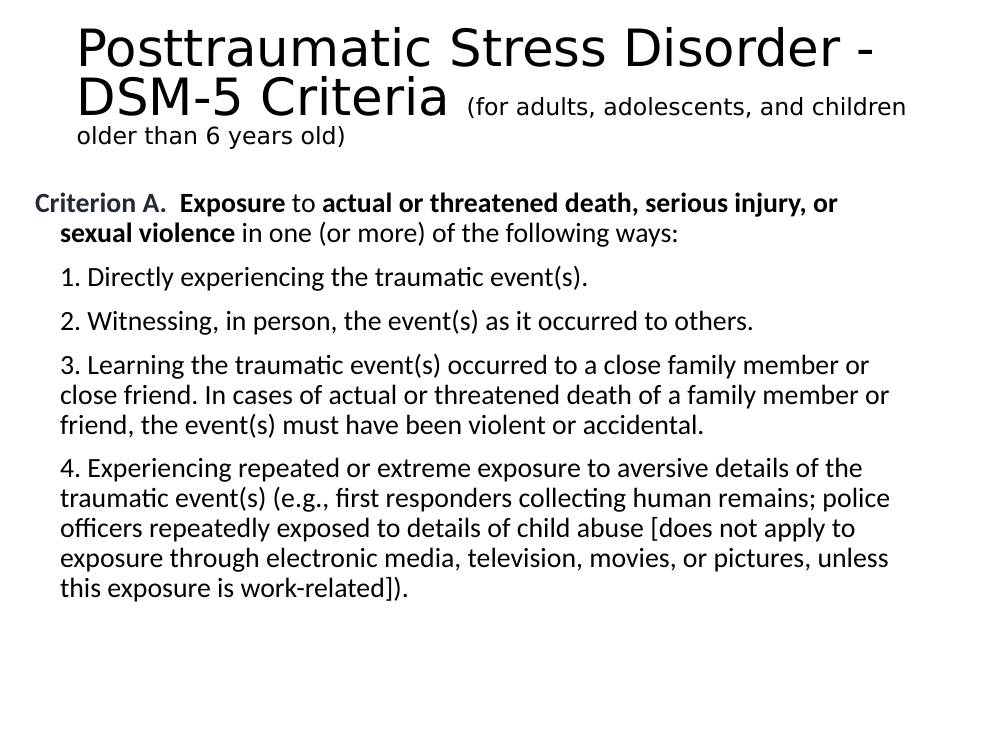 Posttraumatic Stress Disorder -
DSM-5 Criteria (for adults, adolescents, and children
older than 6 years old)
Criterion A. Exposure to actual or threatened death, serious injury, or
sexual violence in one (or more) of the following ways:
1. Directly experiencing the traumatic event(s).
2. Witnessing, in person, the event(s) as it occurred to others.
3. Learning the traumatic event(s) occurred to a close family member or
close friend. In cases of actual or threatened death of a family member or
friend, the event(s) must have been violent or accidental.
4. Experiencing repeated or extreme exposure to aversive details of the
traumatic event(s) (e.g., first responders collecting human remains; police
officers repeatedly exposed to details of child abuse [does not apply to
exposure through electronic media, television, movies, or pictures, unless
this exposure is work-related]).